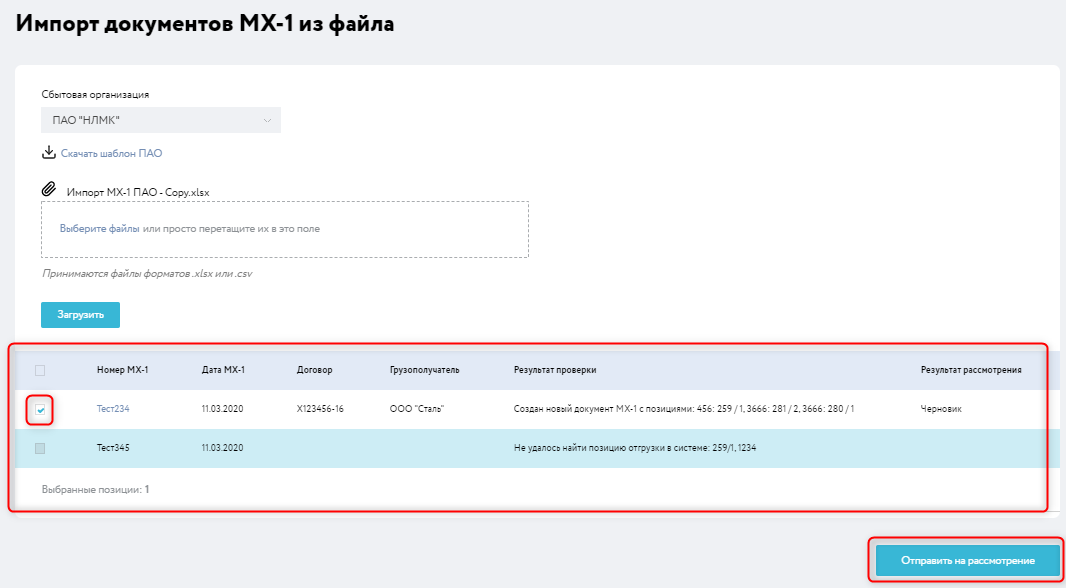 Импорт документов МХ-1 из файла
Сбытовая организация
ПАО "НЛМК"
Скачать шаблон ПАО
Импорт МХ-1 ПАО - Copy.xlsx
Выберите файлы или просто перетащите их в это поле
Принимаются файлы форматов .xlsx или .csv
Загрузить
Номер МХ-1 Дата МХ-1 Договор Грузополучатель Результат проверки Результат рассмотрения
Тест234 11.03.2020 Х123456-16 ООО "Сталь" Создан новый документ МХ-1 с позициями: 456: 259 / 1, 3666: 281 / 2, 3666: 280 / 1 Черновик
Тест345 11.03.2020 Не удалось найти позицию отгрузки в системе: 259/1, 1234
Выбранные позиции: 1
Отправить на рассмотрение